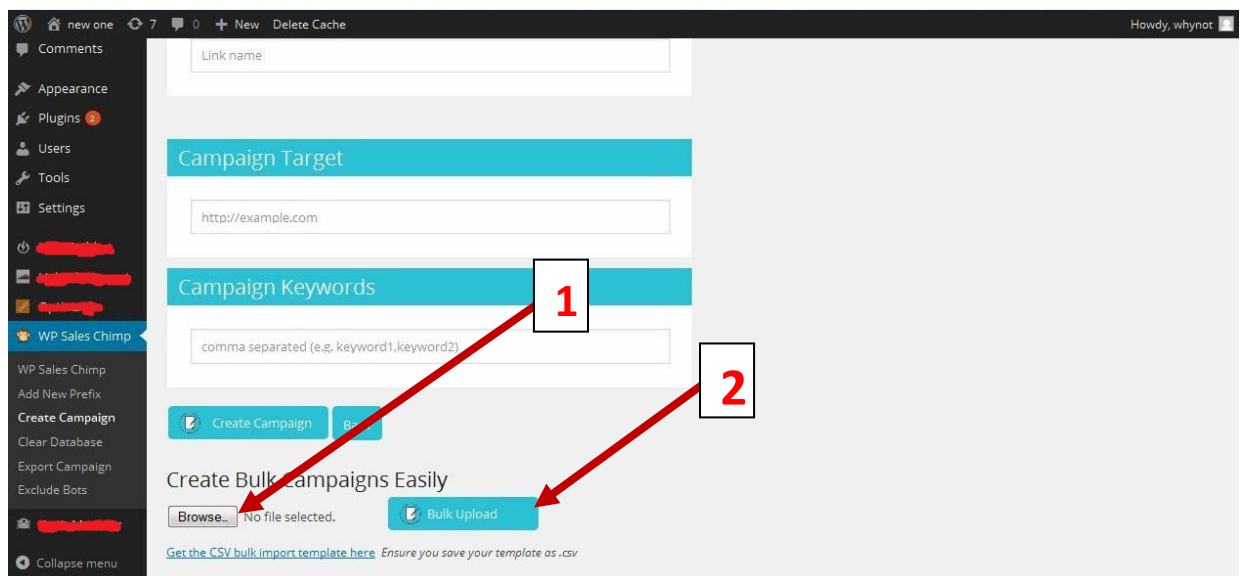 new one 7 0 + New Delete Cache Howdy, whynot
Comments
Appearance
Plugins 2
Users
Tools
Settings
WP Sales Chimp
WP Sales Chimp
Add New Prefix
Create Campaign
Clear Database
Export Campaign
Exclude Bots
Collapse menu
Link name
Campaign Target
http://example.com
Campaign Keywords
1
comma separated (e.g. keyword1,keyword2)
2
Create Campaign
Create Bulk Campaigns Easily
Browse.. No file selected. Bulk Upload
Get the CSV bulk import template here Ensure you save your template as .csv